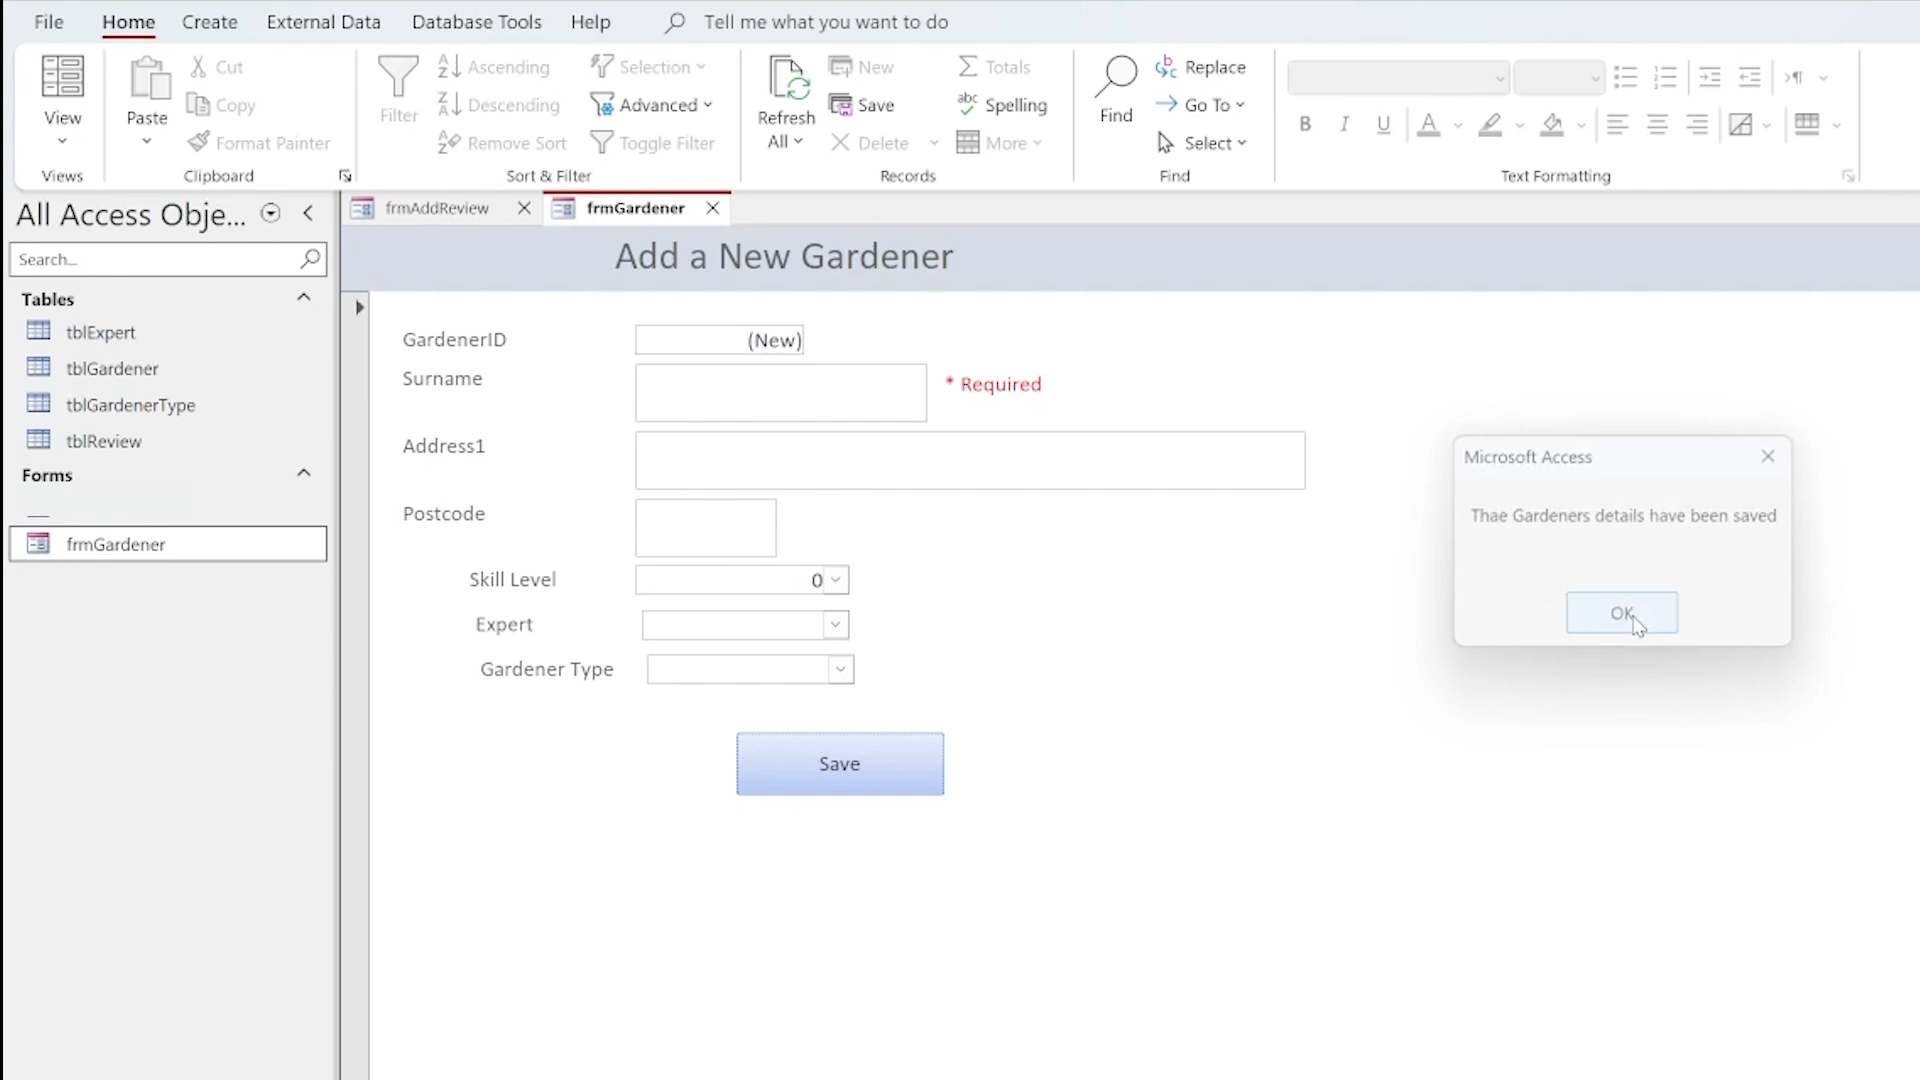 File Home Create External Data Database Tools Help Tell me what you want to do
View
Views
Paste
Cut
Copy
Format Painter
Clipboard
Filter
Ascending
Descending
Remove Sort
Selection
Advanced
Toggle Filter
Sort & Filter
Refresh
All
New
Save
Delete
Totals
Spelling
More
Records
Find
Replace
Go To
Select
Find
B I U
Text Formatting
All Access Obje...
Search...
Tables
tblExpert
tblGardener
tblGardenerType
tblReview
Forms
frmGardener
frmAddReview frmGardener
Add a New Gardener
GardenerID (New)
Surname * Required
Address1
Postcode
Skill Level 0
Expert
Gardener Type
Save
Microsoft Access
Thae Gardeners details have been saved
OK